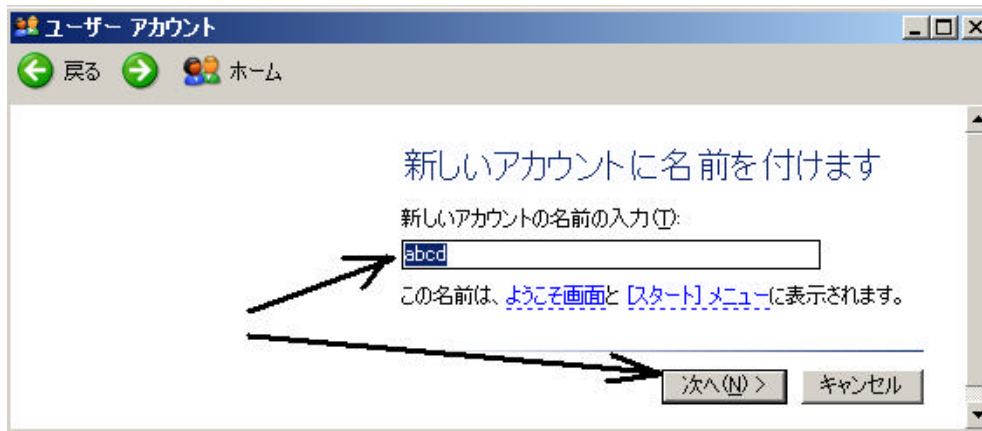 ユーザー アカウント
戻る ホーム
新しいアカウントに名前を付けます
新しいアカウントの名前の入力(T):
abcd
この名前は、ようこそ画面と [スタート] メニューに表示されます。
次へ(N) > キャンセル